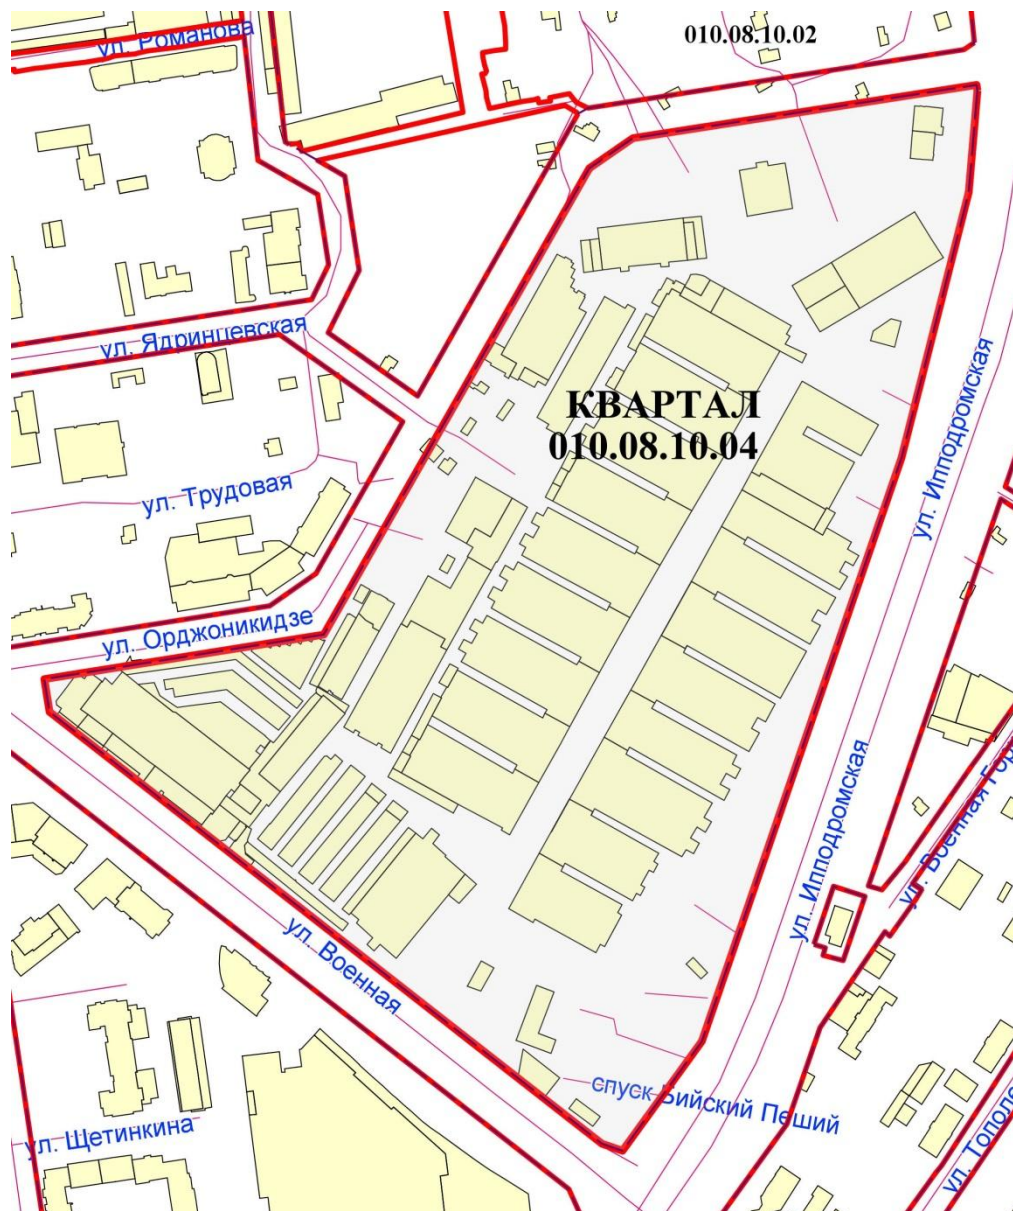 ул. Романова
010.08.10.02
ул. Ядринцевская
ул. Ипподромская
КВАРТАЛ
010.08.10.04
ул. Трудовая
ул. Орджоникидзе
ул. Ипподромская
ул. Военная
ул. Военная Гор
спуск Бийский Пеший
ул. Щетинкина
ул. Тополе